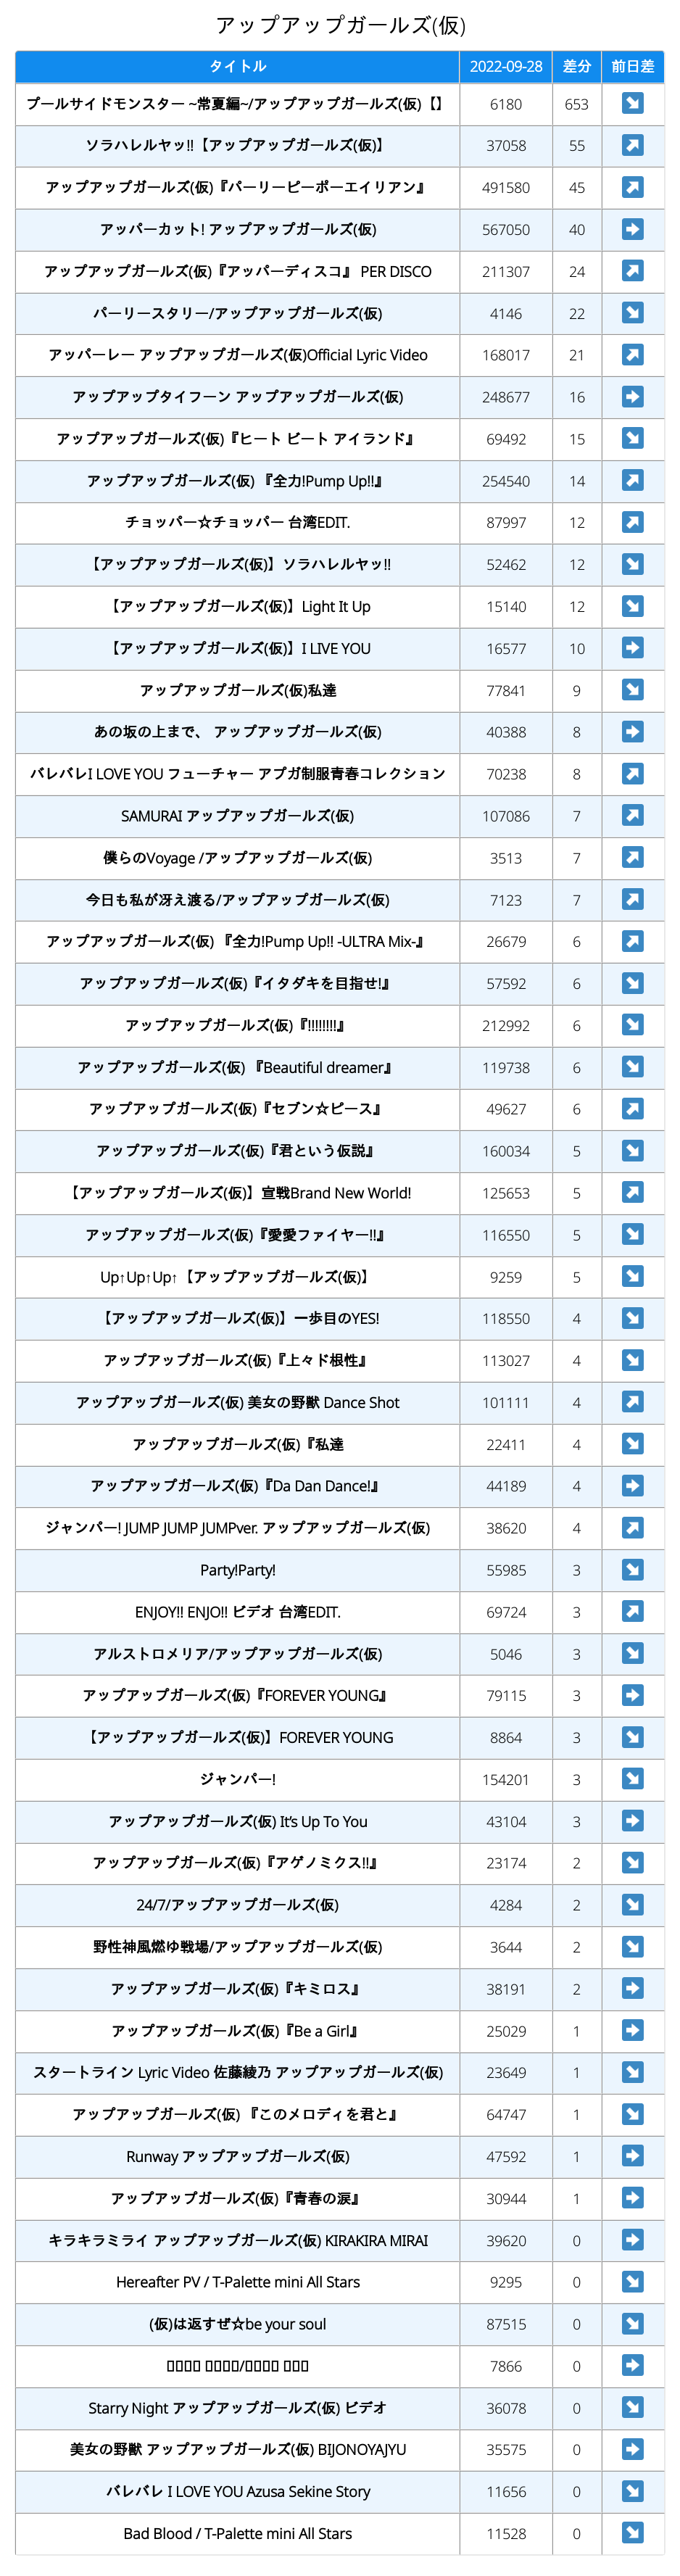 アップアップガールズ(仮)
タイトル 2022-09-28 差分 前日差
プールサイドモンスター ~常夏編~/アップアップガールズ(仮)【】 6180 653 ↘
ソラハレルヤッ!!【アップアップガールズ(仮)】 37058 55 ↗
アップアップガールズ(仮)『パーリーピーポーエイリアン』 491580 45 ↗
アッパーカット! アップアップガールズ(仮) 567050 40 ➡
アップアップガールズ(仮)『アッパーディスコ』 PER DISCO 211307 24 ↗
パーリースタリー/アップアップガールズ(仮) 4146 22 ↘
アッパーレー アップアップガールズ(仮)Official Lyric Video 168017 21 ↗
アップアップタイフーン アップアップガールズ(仮) 248677 16 ➡
アップアップガールズ(仮)『ヒート ビート アイランド』 69492 15 ↘
アップアップガールズ(仮) 『全力!Pump Up!!』 254540 14 ↗
チョッパー☆チョッパー 台湾EDIT. 87997 12 ↗
【アップアップガールズ(仮)】ソラハレルヤッ!! 52462 12 ↘
【アップアップガールズ(仮)】Light It Up 15140 12 ↘
【アップアップガールズ(仮)】I LIVE YOU 16577 10 ➡
アップアップガールズ(仮)私達 77841 9 ↘
あの坂の上まで、 アップアップガールズ(仮) 40388 8 ➡
バレバレI LOVE YOU フューチャー アプガ制服青春コレクション 70238 8 ↗
SAMURAI アップアップガールズ(仮) 107086 7 ↗
僕らのVoyage /アップアップガールズ(仮) 3513 7 ↗
今日も私が冴え渡る/アップアップガールズ(仮) 7123 7 ↗
アップアップガールズ(仮) 『全力!Pump Up!! -ULTRA Mix-』 26679 6 ↗
アップアップガールズ(仮)『イタダキを目指せ!』 57592 6 ↘
アップアップガールズ(仮)『!!!!!!!!』 212992 6 ↘
アップアップガールズ(仮) 『Beautiful dreamer』 119738 6 ↘
アップアップガールズ(仮)『セブン☆ピース』 49627 6 ↗
アップアップガールズ(仮)『君という仮説』 160034 5 ↘
【アップアップガールズ(仮)】宣戦Brand New World! 125653 5 ↗
アップアップガールズ(仮)『愛愛ファイヤー!!』 116550 5 ↘
Up↑Up↑Up↑【アップアップガールズ(仮)】 9259 5 ↘
【アップアップガールズ(仮)】一歩目のYES! 118550 4 ↘
アップアップガールズ(仮)『上々ド根性』 113027 4 ↘
アップアップガールズ(仮) 美女の野獣 Dance Shot 101111 4 ↗
アップアップガールズ(仮)『私達 22411 4 ↘
アップアップガールズ(仮)『Da Dan Dance!』 44189 4 ➡
ジャンパー! JUMP JUMP JUMPver. アップアップガールズ(仮) 38620 4 ↗
Party!Party! 55985 3 ↘
ENJOY!! ENJO!! ビデオ 台湾EDIT. 69724 3 ↗
アルストロメリア/アップアップガールズ(仮) 5046 3 ↘
アップアップガールズ(仮)『FOREVER YOUNG』 79115 3 ➡
【アップアップガールズ(仮)】FOREVER YOUNG 8864 3 ↘
ジャンパー! 154201 3 ↘
アップアップガールズ(仮) It's Up To You 43104 3 ➡
アップアップガールズ(仮)『アゲノミクス!!』 23174 2 ↘
24/7/アップアップガールズ(仮) 4284 2 ↘
野性神風燃ゆ戦場/アップアップガールズ(仮) 3644 2 ↘
アップアップガールズ(仮)『キミロス』 38191 2 ➡
アップアップガールズ(仮)『Be a Girl』 25029 1 ➡
スタートライン Lyric Video 佐藤綾乃 アップアップガールズ(仮) 23649 1 ↘
アップアップガールズ(仮) 『このメロディを君と』 64747 1 ↘
Runway アップアップガールズ(仮) 47592 1 ➡
アップアップガールズ(仮)『青春の涙』 30944 1 ➡
キラキラミライ アップアップガールズ(仮) KIRAKIRA MIRAI 39620 0 ➡
Hereafter PV / T-Palette mini All Stars 9295 0 ↘
(仮)は返すぜ☆be your soul 87515 0 ↘
▯▯▯▯ ▯▯▯▯/▯▯▯▯ ▯▯▯ 7866 0 ➡
Starry Night アップアップガールズ(仮) ビデオ 36078 0 ↘
美女の野獣 アップアップガールズ(仮) BIJONOYAJYU 35575 0 ➡
バレバレ I LOVE YOU Azusa Sekine Story 11656 0 ↘
Bad Blood / T-Palette mini All Stars 11528 0 ↘